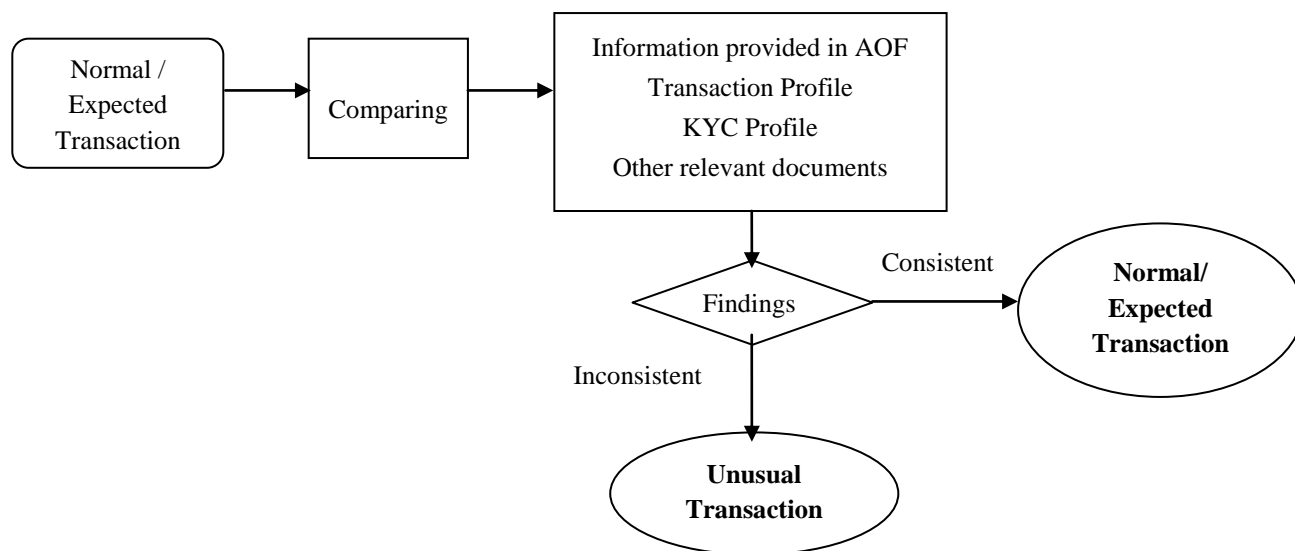 Normal /
Expected
Transaction
Comparing
Information provided in AOF
Transaction Profile
KYC Profile
Other relevant documents
Findings
Consistent
Normal/
Expected
Transaction
Inconsistent
Unusual
Transaction